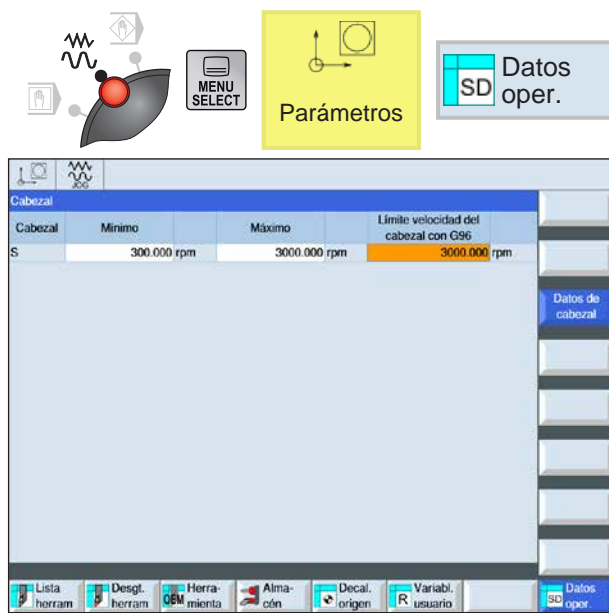 MENU
SELECT
Parámetros
SD
Datos
oper.
JOG
Cabezal
Cabezal
Mínimo
Máximo
Límite velocidad del
cabezal con G96
S
300.000 rpm
3000.000 rpm
3000.000 rpm
Datos de
cabezal
Lista
herram
Desgt.
herram
OEM
Herra-
mienta
Alma-
cén
Decal.
origen
R
Variabl.
usuario
SD
Datos
oper.